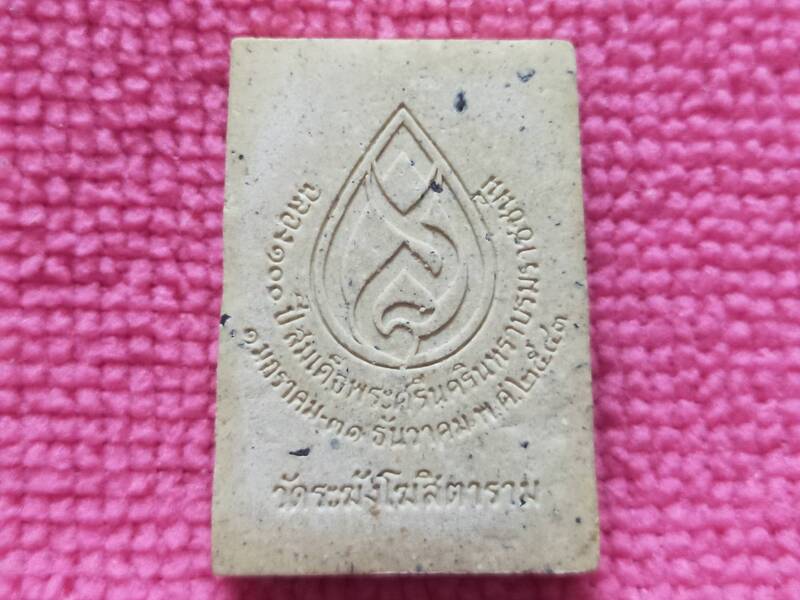 ฉลอง ๑๐๐ ปี สมเด็จพระศรีนครินทราบรมราชชนนี
๑ มกราคม-๓๑ ธันวาคม พ.ศ. ๒๕๔๓
วัดระฆังโฆสิตาราม